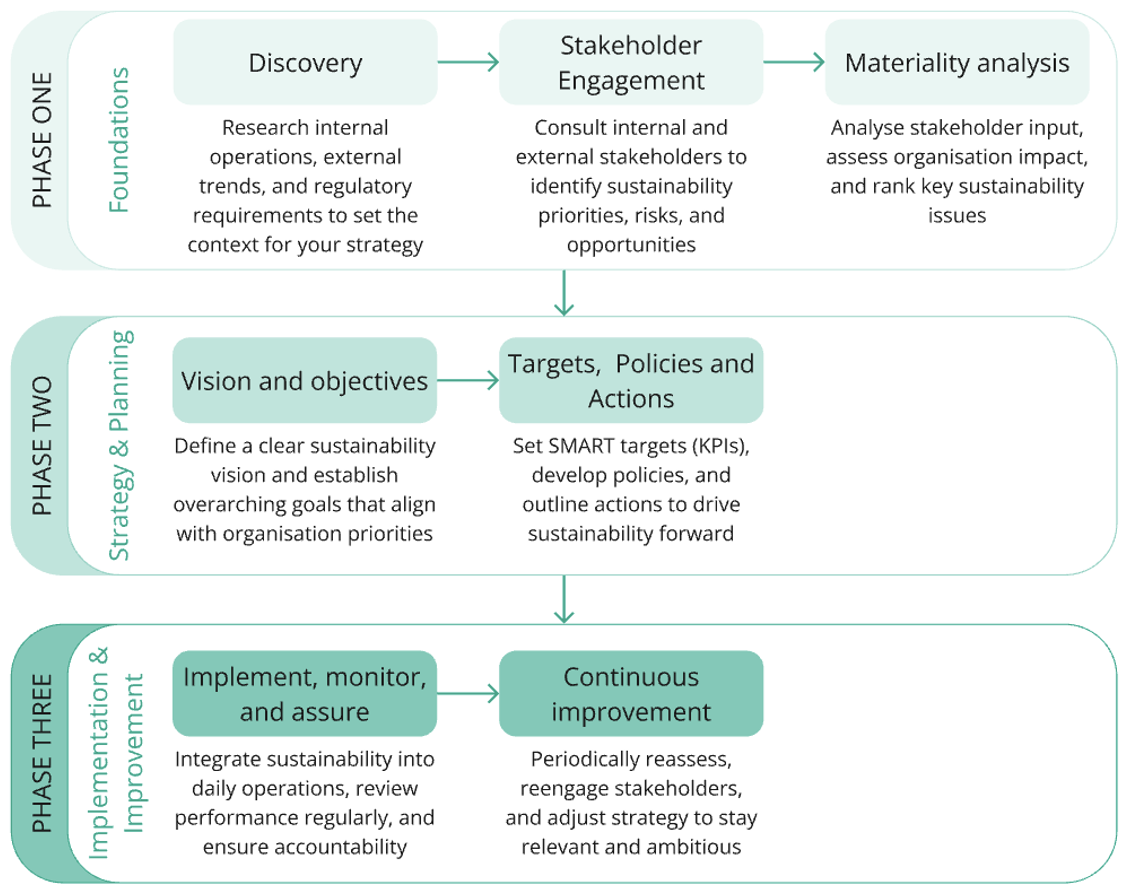 PHASE ONE
Foundations
Discovery
Research internal
operations, external
trends, and regulatory
requirements to set the
context for your strategy
Stakeholder
Engagement
Consult internal and
external stakeholders to
identify sustainability
priorities, risks, and
opportunities
Materiality analysis
Analyse stakeholder input,
assess organisation impact,
and rank key sustainability
issues
PHASE TWO
Strategy & Planning
Vision and objectives
Define a clear sustainability
vision and establish
overarching goals that align
with organisation priorities
Targets, Policies and
Actions
Set SMART targets (KPIs),
develop policies, and
outline actions to drive
sustainability forward
PHASE THREE
Implementation &
Improvement
Implement, monitor,
and assure
Integrate sustainability into
daily operations, review
performance regularly, and
ensure accountability
Continuous
improvement
Periodically reassess,
reengage stakeholders,
and adjust strategy to stay
relevant and ambitious